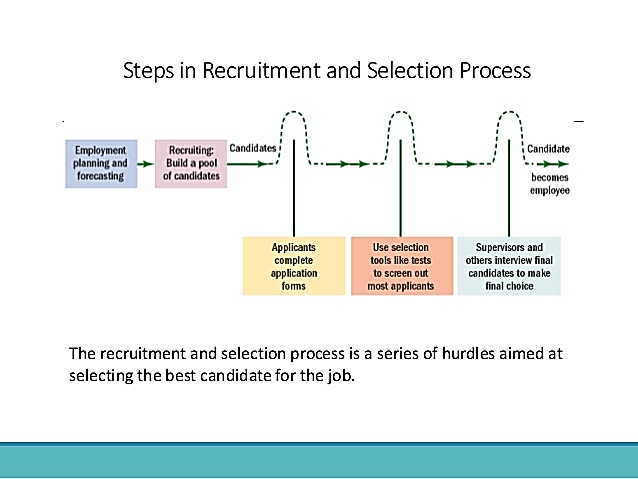 Steps in Recruitment and Selection Process
Employment
planning and
forecasting
Recruiting:
Build a pool
of candidates
Candidates
Candidate
becomes
employee
Applicants
complete
application
forms
Use selection
tools like tests
to screen out
most applicants
Supervisors and
others interview final
candidates to make
final choice
The recruitment and selection process is a series of hurdles aimed at
selecting the best candidate for the job.